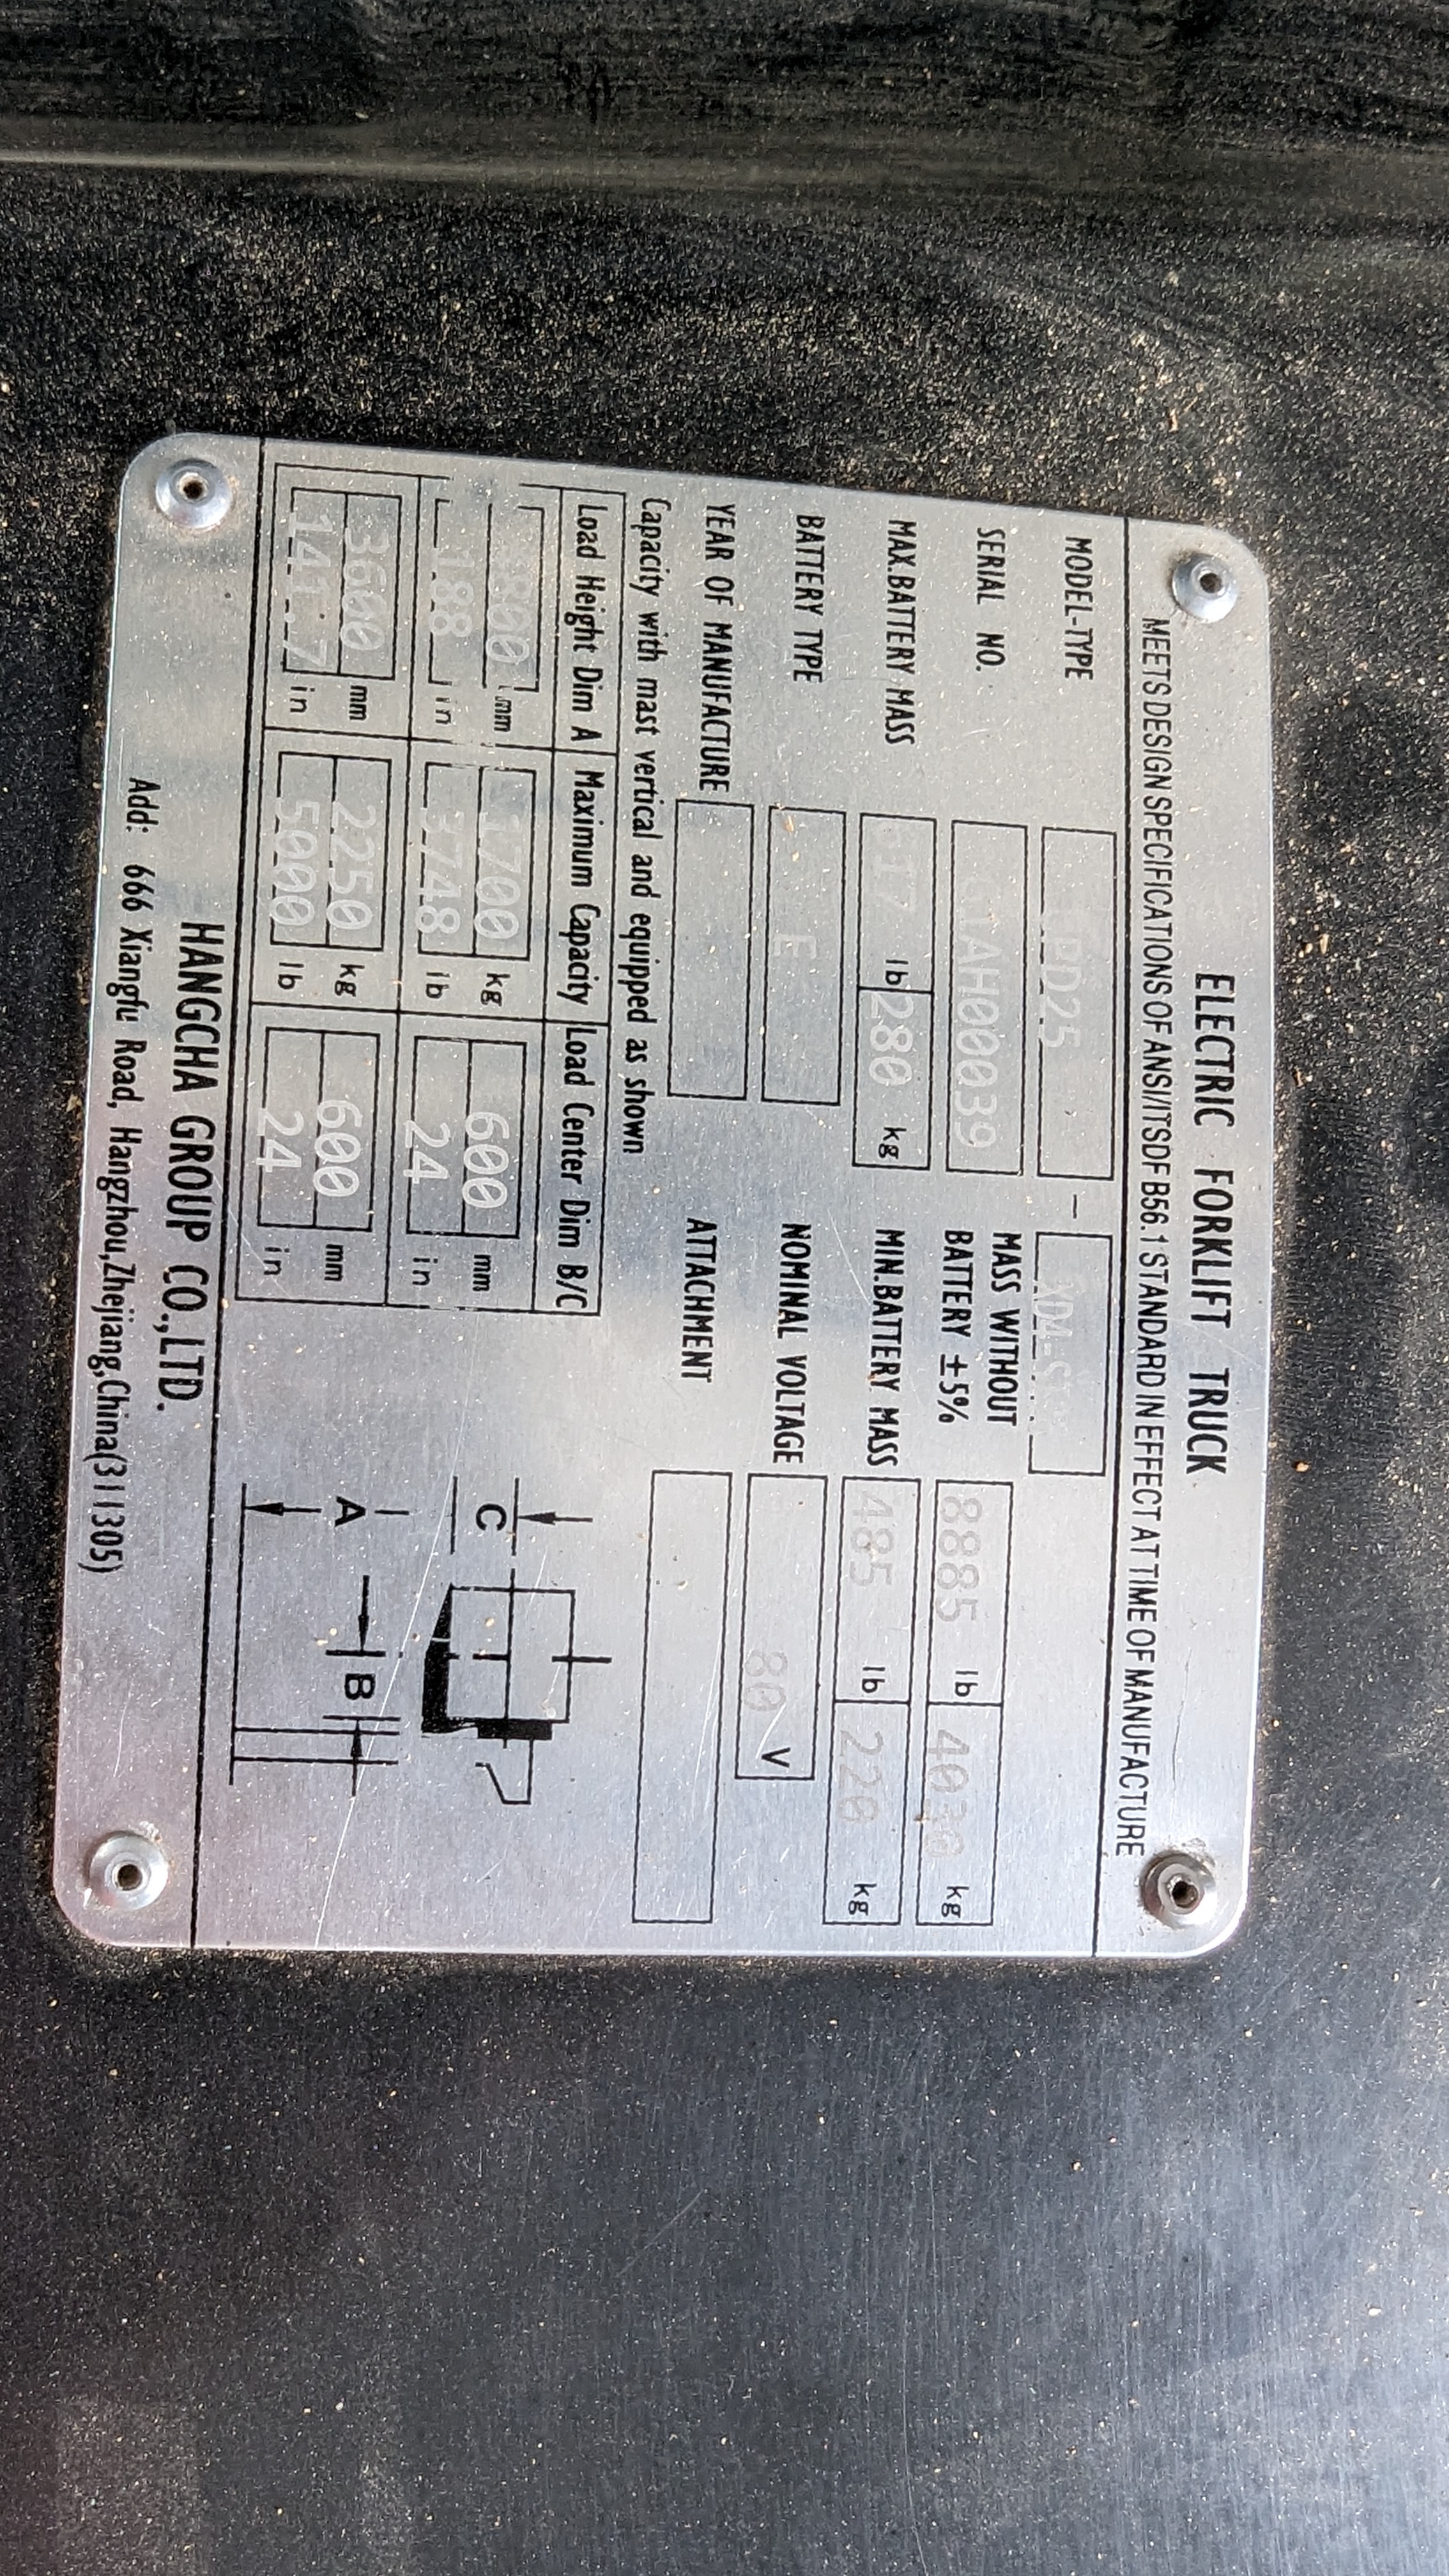 ELECTRIC FORKLIFT TRUCK
MEETS DESIGN SPECIFICATIONS OF ANSI/ITSDF B56.1 STANDARD IN EFFECT AT TIME OF MANUFACTURE
MODEL-TYPE -
SERIAL NO. MASS WITHOUT BATTERY ±5% 8885 lb kg
MAX.BATTERY MASS lb 280 kg MIN.BATTERY MASS 485 lb 220 kg
BATTERY TYPE E NOMINAL VOLTAGE 80 V
YEAR OF MANUFACTURE ATTACHMENT
Capacity with mast vertical and equipped as shown
Load Height Dim A Maximum Capacity Load Center Dim B/C
mm 1700 kg 600 mm
188 in 3748 lb 24 in
3600 mm 2250 kg 600 mm
141.7 in 5000 lb 24 in
C
A
B
HANGCHA GROUP CO.,LTD.
Add: 666 Xiangfu Road, Hangzhou,Zhejiang,China(311305)